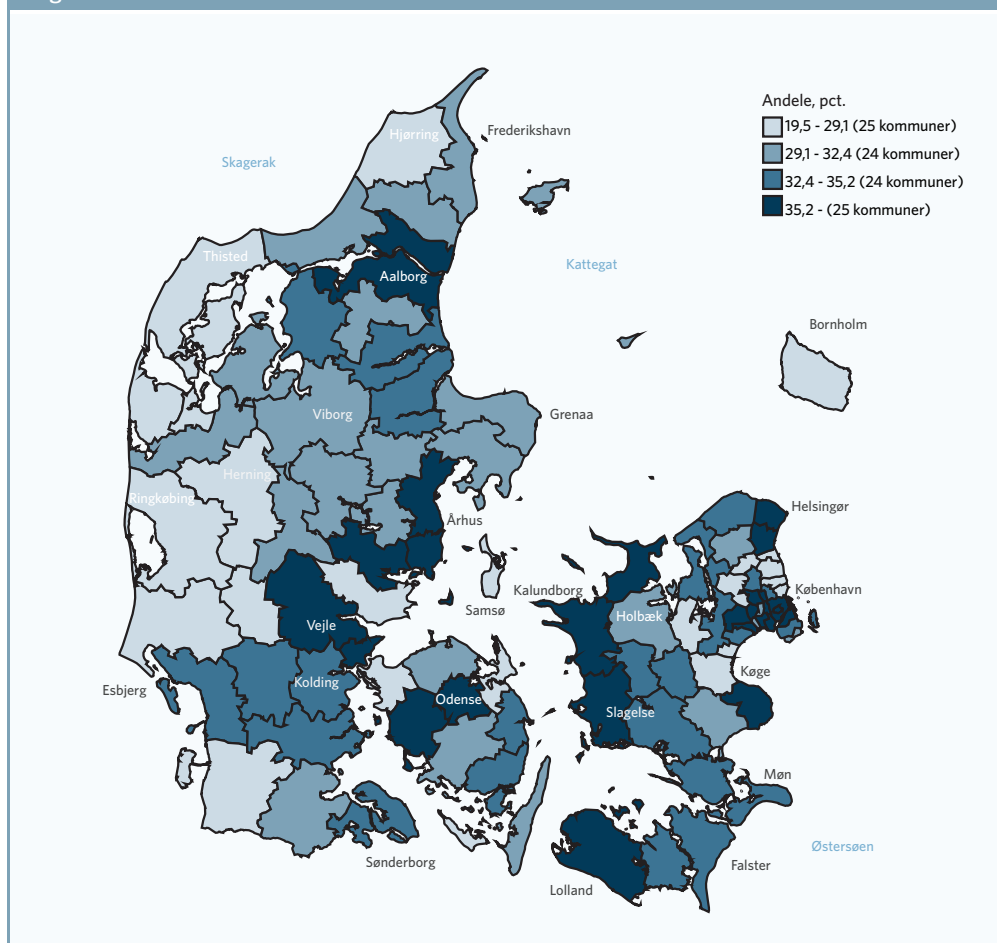 Andele, pct.
19,5 - 29,1 (25 kommuner)
29,1 - 32,4 (24 kommuner)
32,4 - 35,2 (24 kommuner)
35,2 - (25 kommuner)
Hjørring
Frederikshavn
Skagerak
Thisted
Aalborg
Kattegat
Bornholm
Viborg
Grenaa
Herning
Ringkøbing
Århus
Helsingør
Samsø
Kalundborg
København
Holbæk
Vejle
Køge
Esbjerg
Kolding
Odense
Slagelse
Møn
Østersøen
Sønderborg
Falster
Lolland